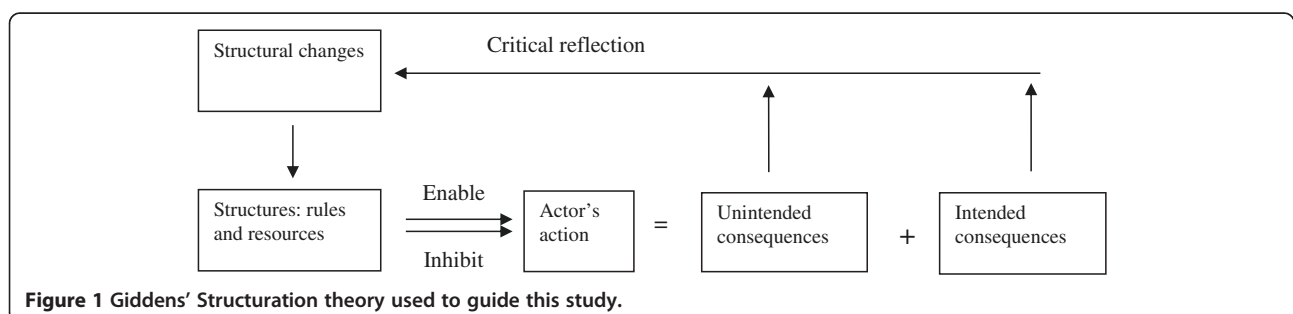 Critical reflection
Structural changes
Structures: rules
and resources
Enable
Inhibit
Actor's
action
=
Unintended
consequences
+
Intended
consequences
Figure 1 Giddens' Structuration theory used to guide this study.